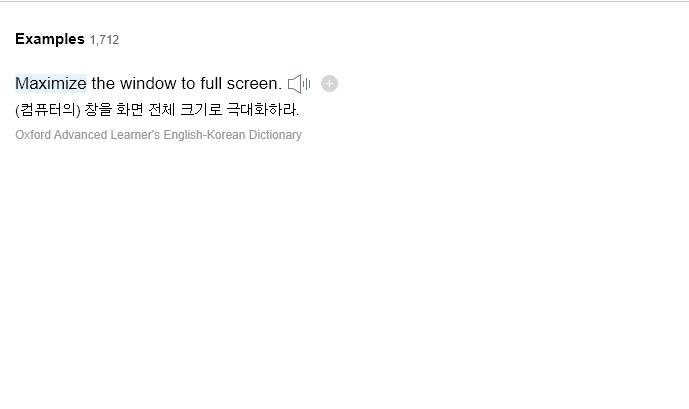 Examples 1,712
Maximize the window to full screen.
(컴퓨터의) 창을 화면 전체 크기로 극대화하라.
Oxford Advanced Learner's English-Korean Dictionary